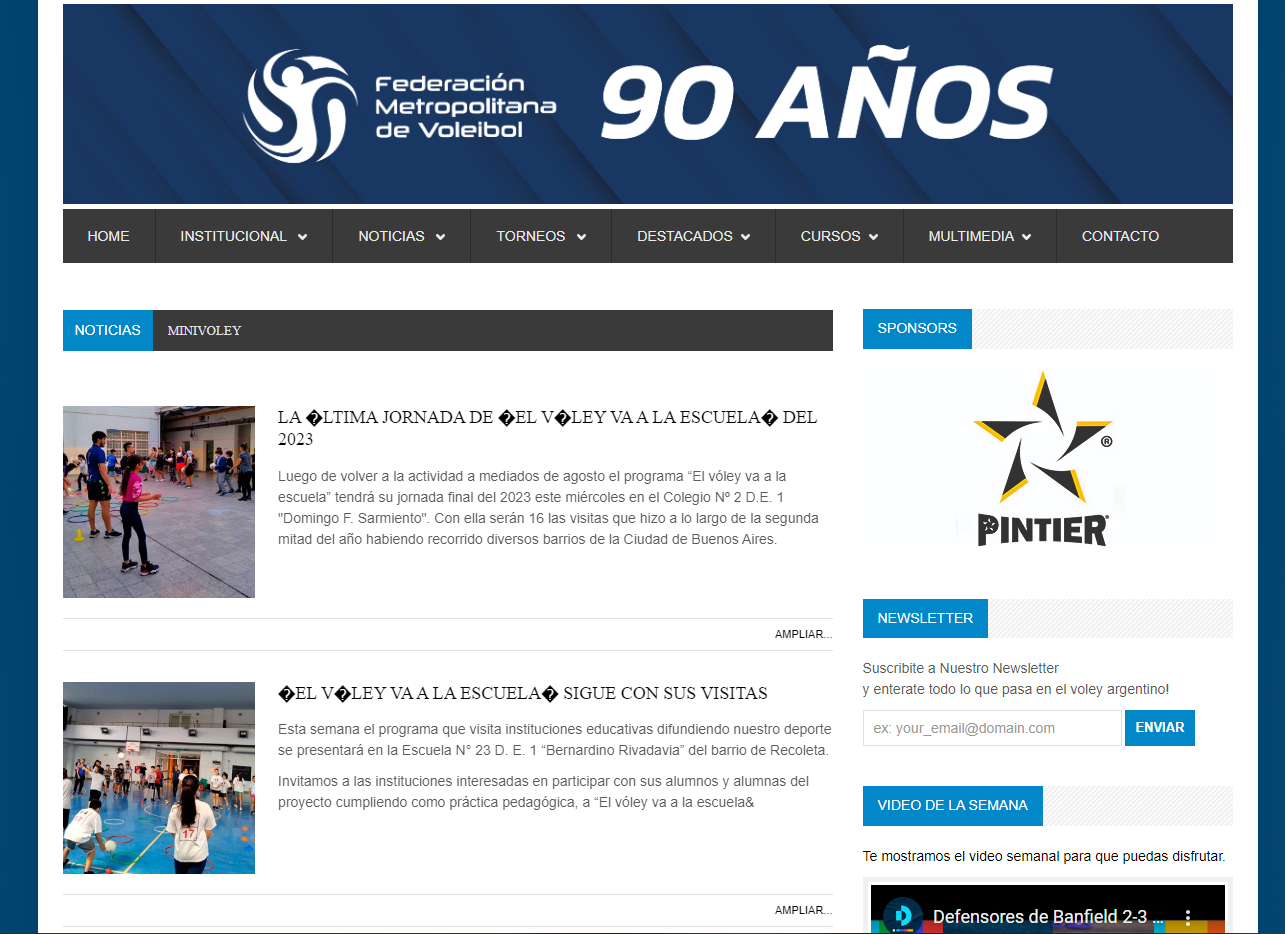 Federación
Metropolitana
de Voleibol
90 AÑOS
HOME
INSTITUCIONAL
NOTICIAS
TORNEOS
DESTACADOS
CURSOS
MULTIMEDIA
CONTACTO
NOTICIAS
MINIVOLEY
LA �LTIMA JORNADA DE �EL V�LEY VA A LA ESCUELA� DEL
2023
Luego de volver a la actividad a mediados de agosto el programa “El vóley va a la
escuela” tendrá su jornada final del 2023 este miércoles en el Colegio Nº 2 D.E. 1
"Domingo F. Sarmiento". Con ella serán 16 las visitas que hizo a lo largo de la segunda
mitad del año habiendo recorrido diversos barrios de la Ciudad de Buenos Aires.
AMPLIAR...
�EL V�LEY VA A LA ESCUELA� SIGUE CON SUS VISITAS
Esta semana el programa que visita instituciones educativas difundiendo nuestro deporte
se presentará en la Escuela N° 23 D. E. 1 “Bernardino Rivadavia” del barrio de Recoleta.
Invitamos a las instituciones interesadas en participar con sus alumnos y alumnas del
proyecto cumpliendo como práctica pedagógica, a “El vóley va a la escuela&
17
AMPLIAR...
SPONSORS
®
PINTIER
NEWSLETTER
Suscribite a Nuestro Newsletter
y enterate todo lo que pasa en el voley argentino!
ex: your_email@domain.com
ENVIAR
VIDEO DE LA SEMANA
Te mostramos el video semanal para que puedas disfrutar.
Defensores de Banfield 2-3 ...